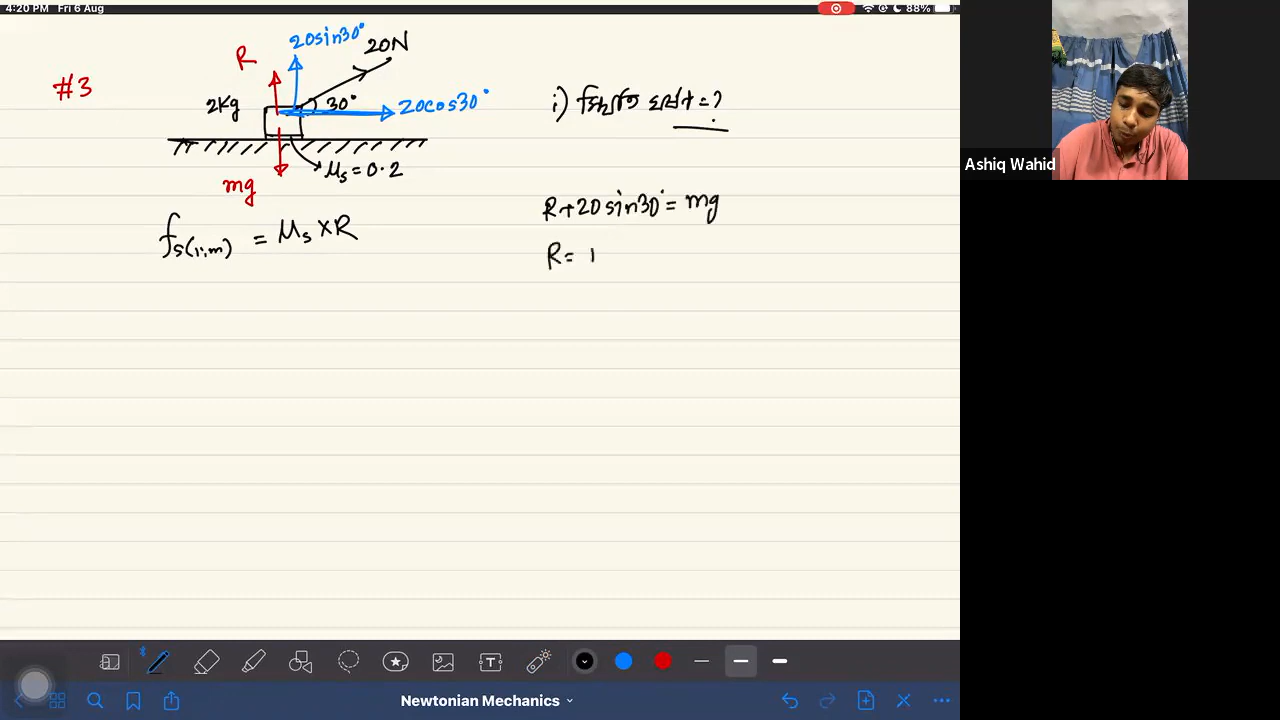 4:20 PM Fri 6 Aug 88%
20sin30°
20N
R
#3
2Kg
30°
20cos30°
i) স্থিতি ঘর্ষণ = ?
μs = 0.2
mg
R+20sin30° = mg
fs(lim) = μs × R
R = 1
Ashiq Wahid
Newtonian Mechanics